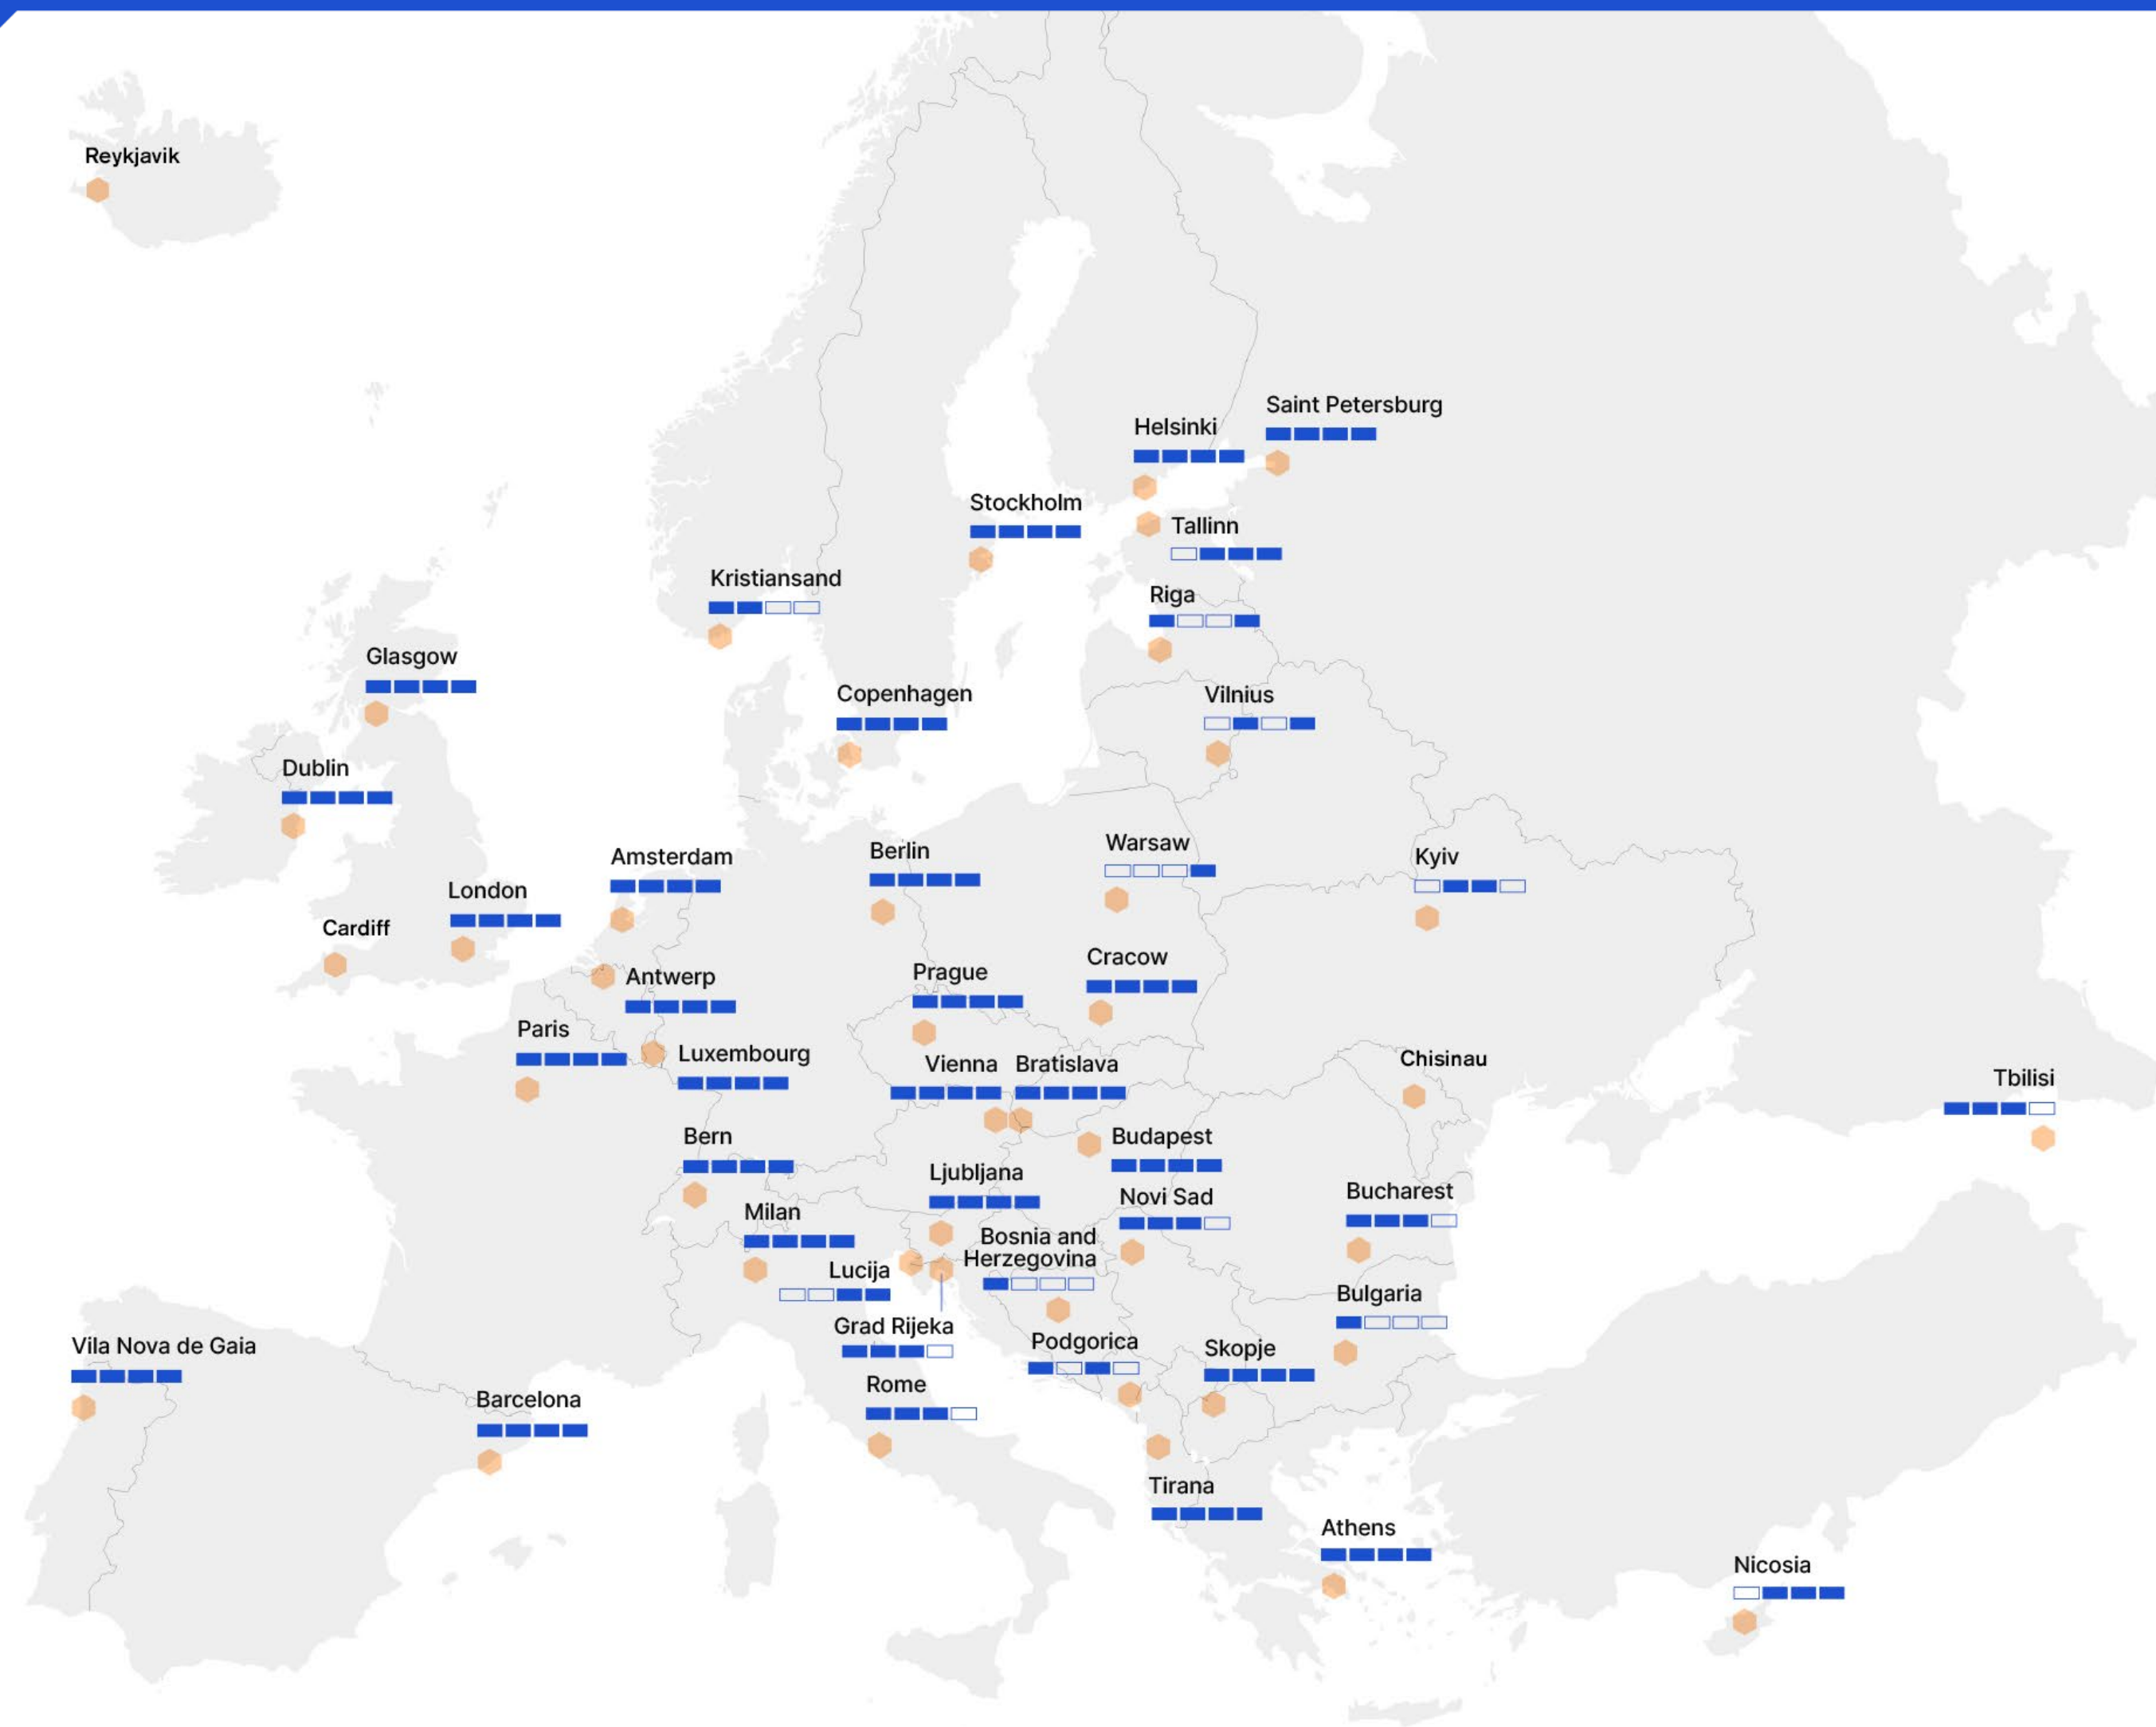 Reykjavik
Saint Petersburg
Helsinki
Stockholm
Tallinn
Kristiansand
Riga
Glasgow
Copenhagen
Vilnius
Dublin
Warsaw
Berlin
Amsterdam
Kyiv
London
Cardiff
Cracow
Prague
Antwerp
Paris
Luxembourg
Chisinau
Vienna
Bratislava
Tbilisi
Bern
Budapest
Ljubljana
Bucharest
Novi Sad
Milan
Bosnia and
Herzegovina
Lucija
Bulgaria
Grad Rijeka
Podgorica
Vila Nova de Gaia
Skopje
Rome
Barcelona
Tirana
Athens
Nicosia